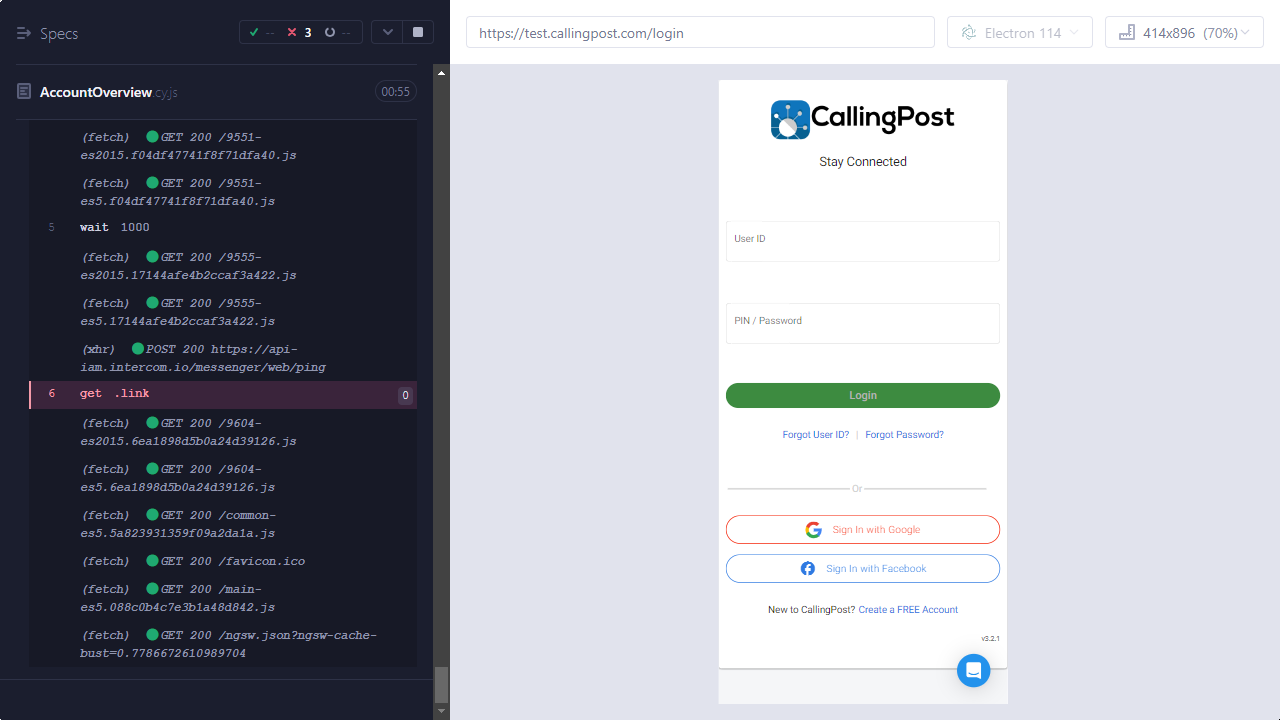 Specs
-- 3 --
AccountOverview.cy.js 00:55
(fetch) GET 200 /9551-
es2015.f04df47741f8f71dfa40.js
(fetch) GET 200 /9551-
es5.f04df47741f8f71dfa40.js
5 wait 1000
(fetch) GET 200 /9555-
es2015.17144afe4b2ccaf3a422.js
(fetch) GET 200 /9555-
es5.17144afe4b2ccaf3a422.js
(xhr) POST 200 https://api-
iam.intercom.io/messenger/web/ping
6 get .link 0
(fetch) GET 200 /9604-
es2015.6ea1898d5b0a24d39126.js
(fetch) GET 200 /9604-
es5.6ea1898d5b0a24d39126.js
(fetch) GET 200 /common-
es5.5a823931359f09a2da1a.js
(fetch) GET 200 /favicon.ico
(fetch) GET 200 /main-
es5.088c0b4c7e3b1a48d842.js
(fetch) GET 200 /ngsw.json?ngsw-cache-
bust=0.7786672610989704
https://test.callingpost.com/login
Electron 114
414x896 (70%)
CallingPost
Stay Connected
User ID
PIN / Password
Login
Forgot User ID? | Forgot Password?
Or
Sign In with Google
Sign In with Facebook
New to CallingPost? Create a FREE Account
v3.2.1